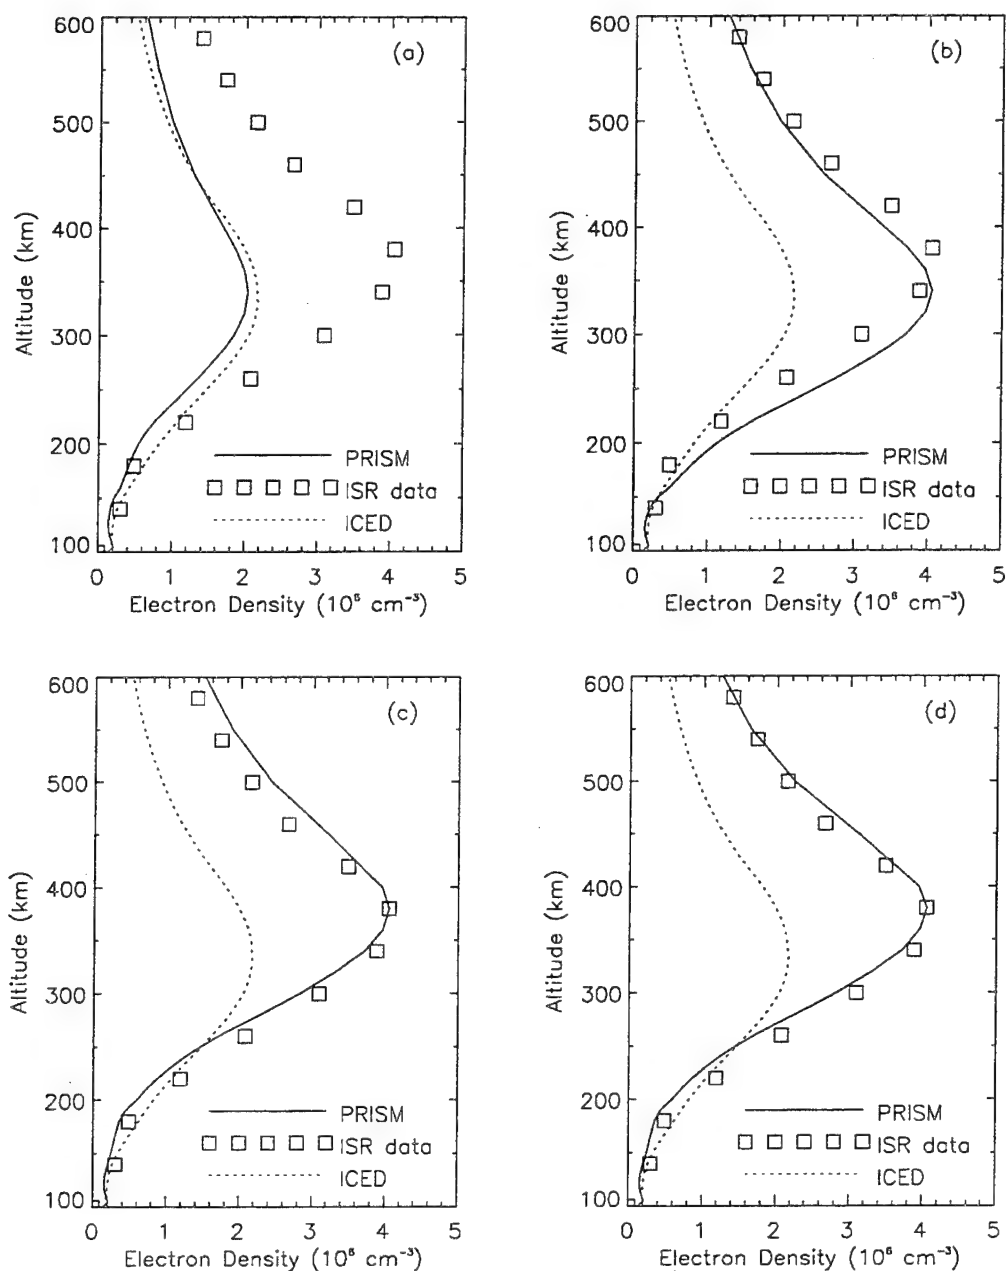 600
500
400
300
200
100
Altitude (km)
(a)
PRISM
ISR data
ICED
0 1 2 3 4 5
Electron Density (10⁶ cm⁻³)
600
500
400
300
200
100
Altitude (km)
(b)
PRISM
ISR data
ICED
0 1 2 3 4 5
Electron Density (10⁶ cm⁻³)
600
500
400
300
200
100
Altitude (km)
(c)
PRISM
ISR data
ICED
0 1 2 3 4 5
Electron Density (10⁶ cm⁻³)
600
500
400
300
200
100
Altitude (km)
(d)
PRISM
ISR data
ICED
0 1 2 3 4 5
Electron Density (10⁶ cm⁻³)